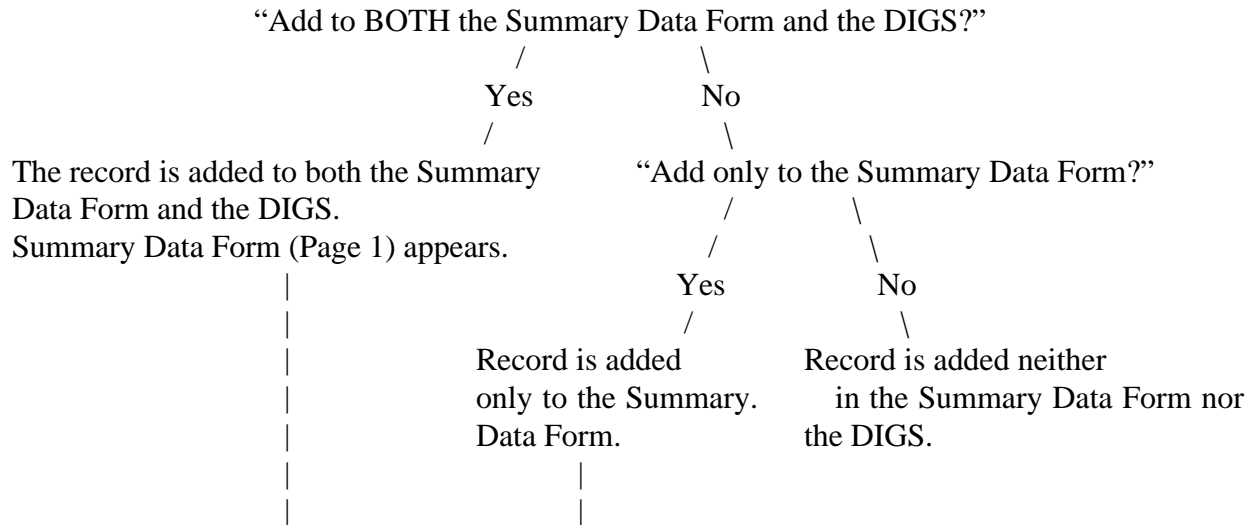 “Add to BOTH the Summary Data Form and the DIGS?”
Yes No
The record is added to both the Summary
Data Form and the DIGS.
Summary Data Form (Page 1) appears.
“Add only to the Summary Data Form?”
Yes No
Record is added
only to the Summary.
Data Form.
Record is added neither
in the Summary Data Form nor
the DIGS.